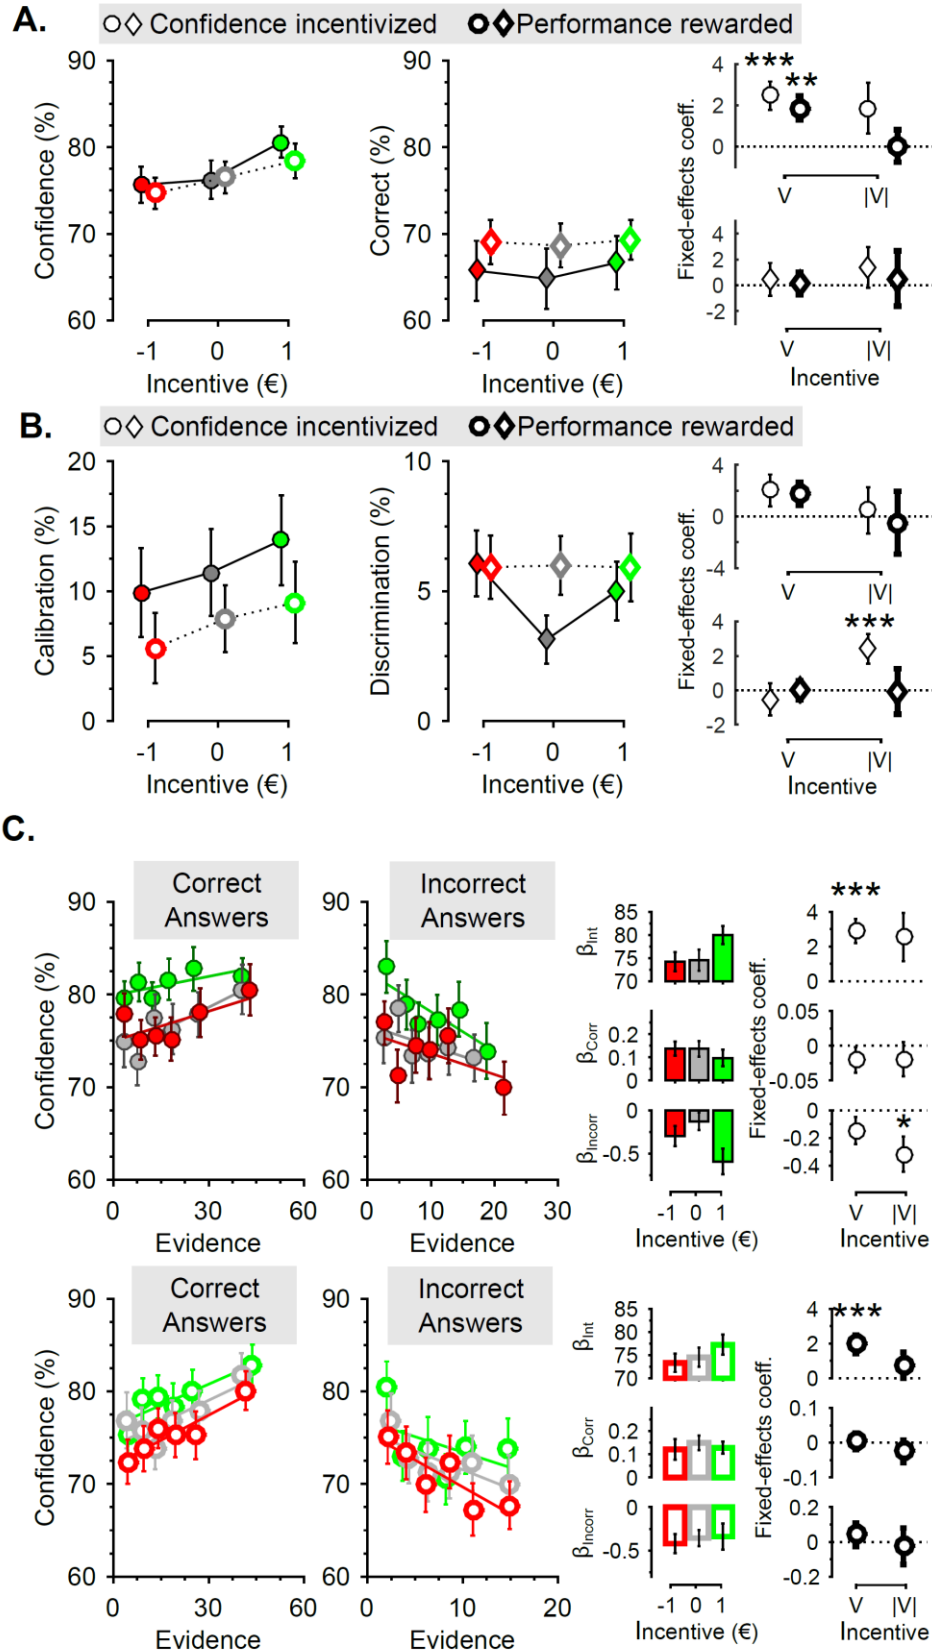 A.
Confidence incentivized Performance rewarded
Confidence (%)
90
80
70
60
-1 0 1
Incentive (€)
Correct (%)
90
80
70
60
-1 0 1
Incentive (€)
Fixed-effects coeff.
***
**
4
2
0
V |V|
2
0
-2
V |V|
Incentive
B.
Confidence incentivized Performance rewarded
Calibration (%)
20
15
10
5
0
-1 0 1
Incentive (€)
Discrimination (%)
10
5
0
-1 0 1
Incentive (€)
Fixed-effects coeff.
4
0
-4
V |V|
***
4
2
0
-2
V |V|
Incentive
C.
Correct
Answers
Confidence (%)
90
80
70
60
0 30 60
Evidence
Incorrect
Answers
90
80
70
60
0 10 20 30
Evidence
βInt
85
80
75
70
βCorr
0.2
0.1
0
βIncorr
0
-0.5
-1 0 1
Incentive (€)
Fixed-effects coeff.
***
4
2
0
0.05
0
-0.05
*
0
-0.2
-0.4
V |V|
Incentive
Correct
Answers
Confidence (%)
90
80
70
60
0 30 60
Evidence
Incorrect
Answers
90
80
70
60
0 10 20
Evidence
βInt
85
80
75
70
βCorr
0.2
0.1
0
βIncorr
0
-0.5
-1 0 1
Incentive (€)
Fixed-effects coeff.
***
4
2
0
0.1
0
-0.1
0.2
0
-0.2
V |V|
Incentive